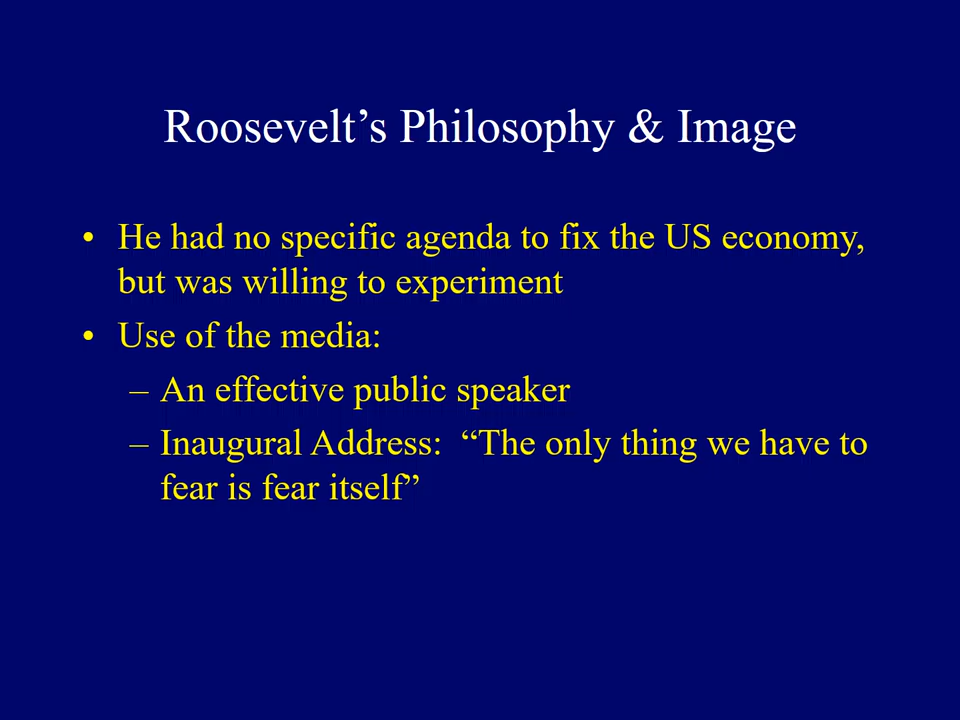 Roosevelt’s Philosophy & Image
• He had no specific agenda to fix the US economy,
but was willing to experiment
• Use of the media:
– An effective public speaker
– Inaugural Address:  “The only thing we have to
fear is fear itself”